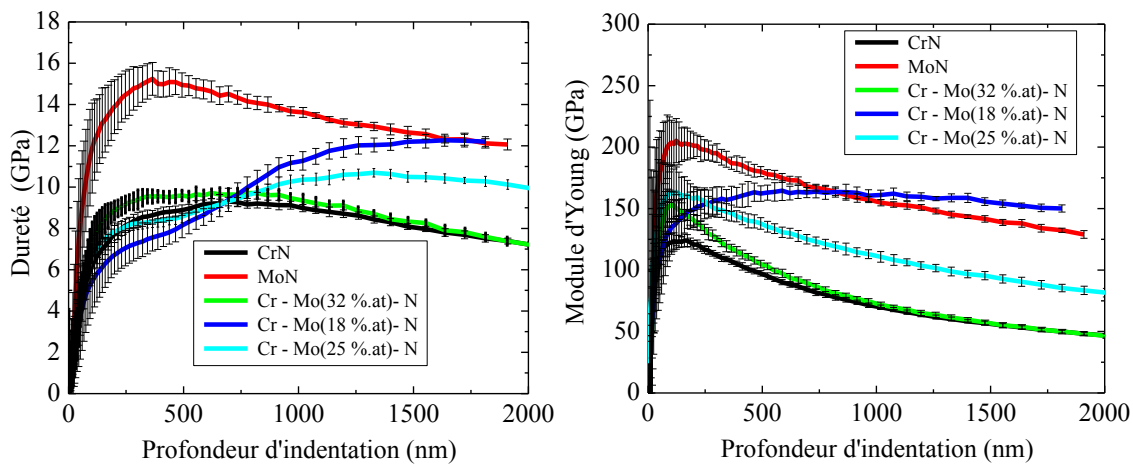 18
16
14
12
10
8
6
4
2
0
Dureté (GPa)
CrN
MoN
Cr - Mo(32 %.at)- N
Cr - Mo(18 %.at)- N
Cr - Mo(25 %.at)- N
0 500 1000 1500 2000
Profondeur d'indentation (nm)
300
250
200
150
100
50
0
Module d'Young (GPa)
CrN
MoN
Cr - Mo(32 %.at)- N
Cr - Mo(18 %.at)- N
Cr - Mo(25 %.at)- N
0 500 1000 1500 2000
Profondeur d'indentation (nm)